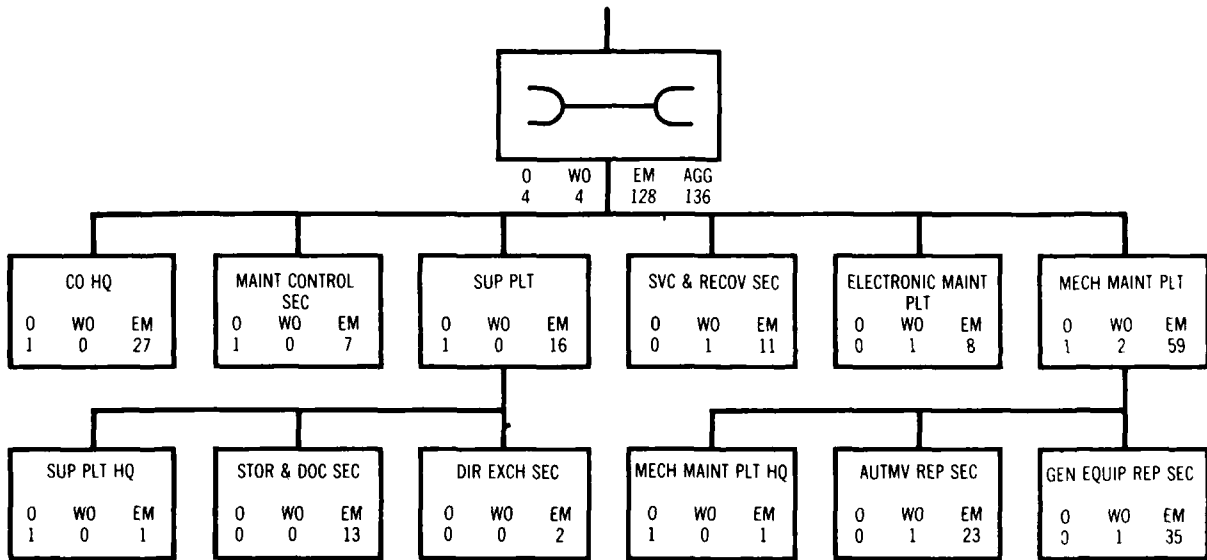 O WO EM AGG
4 4 128 136
CO HQ
O WO EM
1 0 27
MAINT CONTROL
SEC
O WO EM
1 0 7
SUP PLT
O WO EM
1 0 16
SVC & RECOV SEC
O WO EM
0 1 11
ELECTRONIC MAINT
PLT
O WO EM
0 1 8
MECH MAINT PLT
O WO EM
1 2 59
SUP PLT HQ
O WO EM
1 0 1
STOR & DOC SEC
O WO EM
0 0 13
DIR EXCH SEC
O WO EM
0 0 2
MECH MAINT PLT HQ
O WO EM
1 0 1
AUTMV REP SEC
O WO EM
0 1 23
GEN EQUIP REP SEC
O WO EM
0 1 35